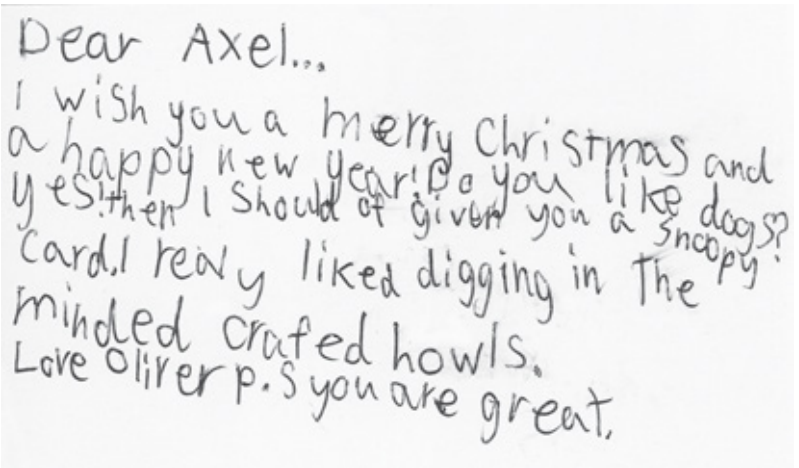 Dear Axel...
I wish you a merry Christmas and
a happy new year! Do you like dogs?
yes! then I Should of given you a Snoopy
Card. I realy liked digging in The
minded crafed howls.
Love Oliver p.s you are great.